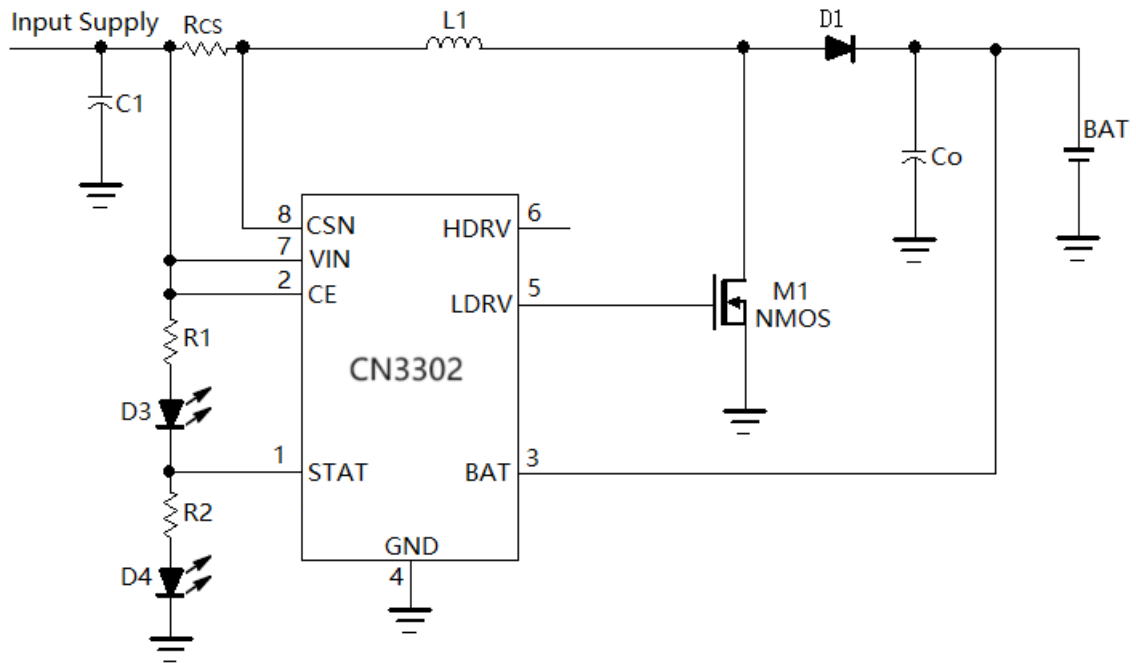 Input Supply
RCS
L1
D1
C1
Co
BAT
8
CSN
HDRV
6
7
VIN
2
CE
LDRV
5
M1
NMOS
R1
CN3302
D3
1
STAT
BAT
3
R2
GND
4
D4